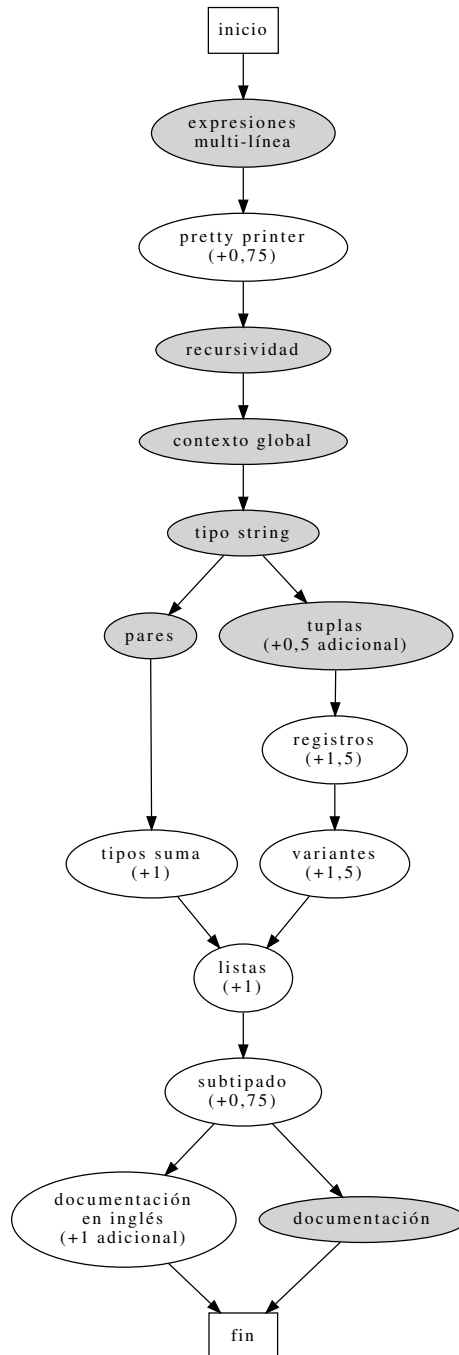 inicio
expresiones
multi-línea
pretty printer
(+0,75)
recursividad
contexto global
tipo string
pares
tuplas
(+0,5 adicional)
registros
(+1,5)
tipos suma
(+1)
variantes
(+1,5)
listas
(+1)
subtipado
(+0,75)
documentación
en inglés
(+1 adicional)
documentación
fin